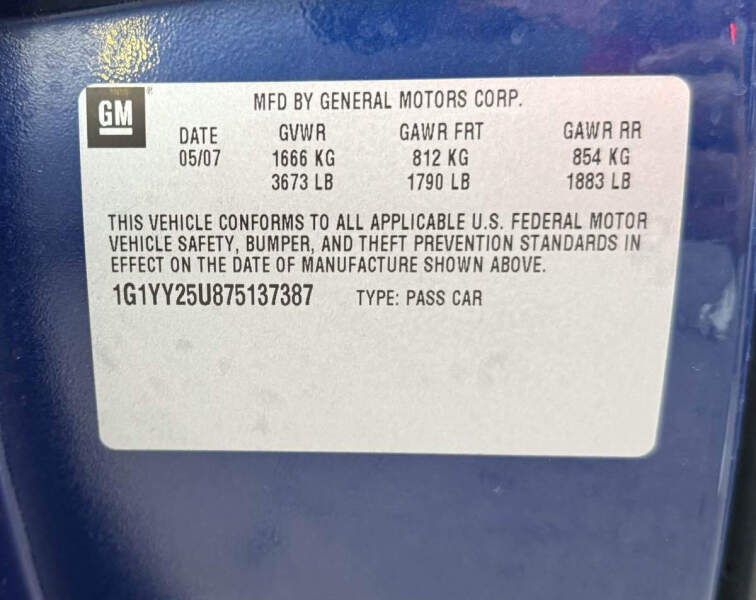 GM
MFD BY GENERAL MOTORS CORP.
DATE GVWR GAWR FRT GAWR RR
05/07 1666 KG 812 KG 854 KG
3673 LB 1790 LB 1883 LB
THIS VEHICLE CONFORMS TO ALL APPLICABLE U.S. FEDERAL MOTOR
VEHICLE SAFETY, BUMPER, AND THEFT PREVENTION STANDARDS IN
EFFECT ON THE DATE OF MANUFACTURE SHOWN ABOVE.
1G1YY25U875137387 TYPE: PASS CAR